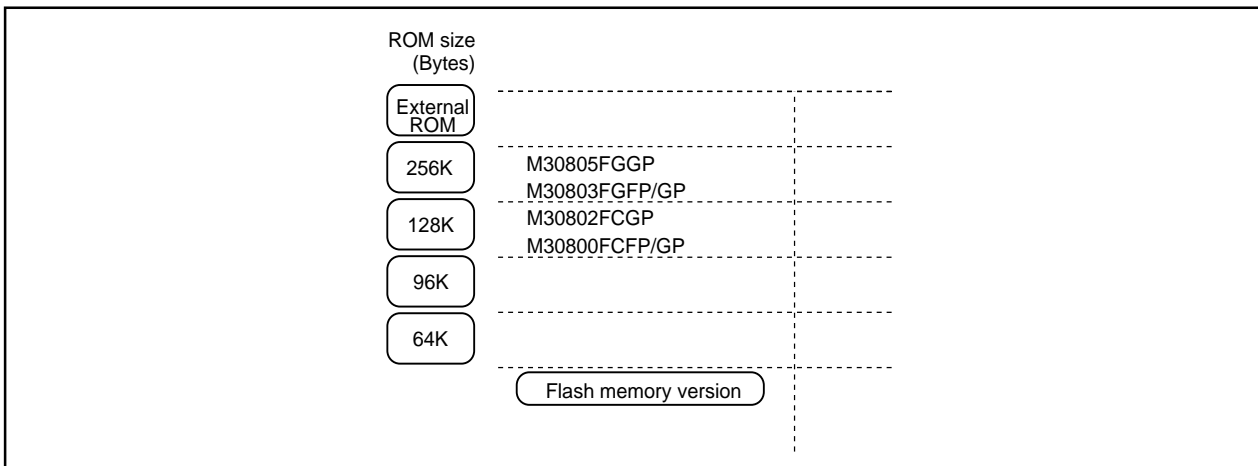 ROM size
(Bytes)
External
ROM
256K
M30805FGGP
M30803FGFP/GP
128K
M30802FCGP
M30800FCFP/GP
96K
64K
Flash memory version